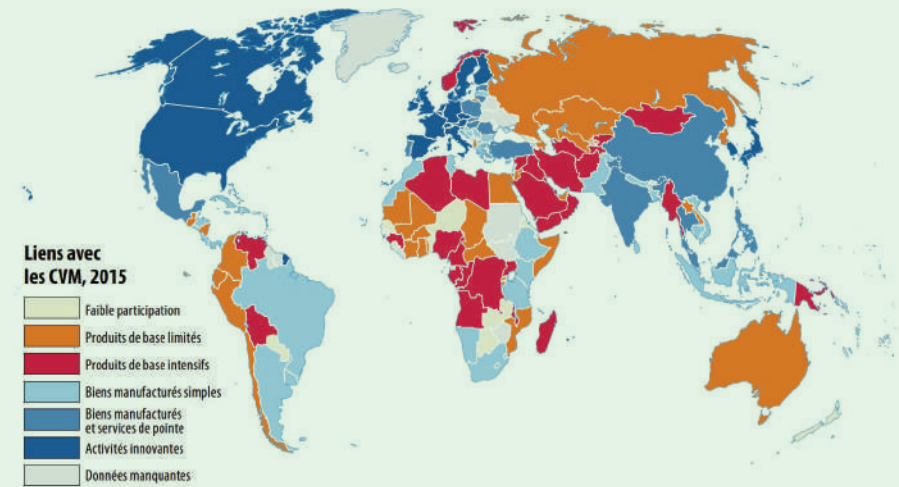 Liens avec
les CVM, 2015
Faible participation
Produits de base limités
Produits de base intensifs
Biens manufacturés simples
Biens manufacturés
et services de pointe
Activités innovantes
Données manquantes